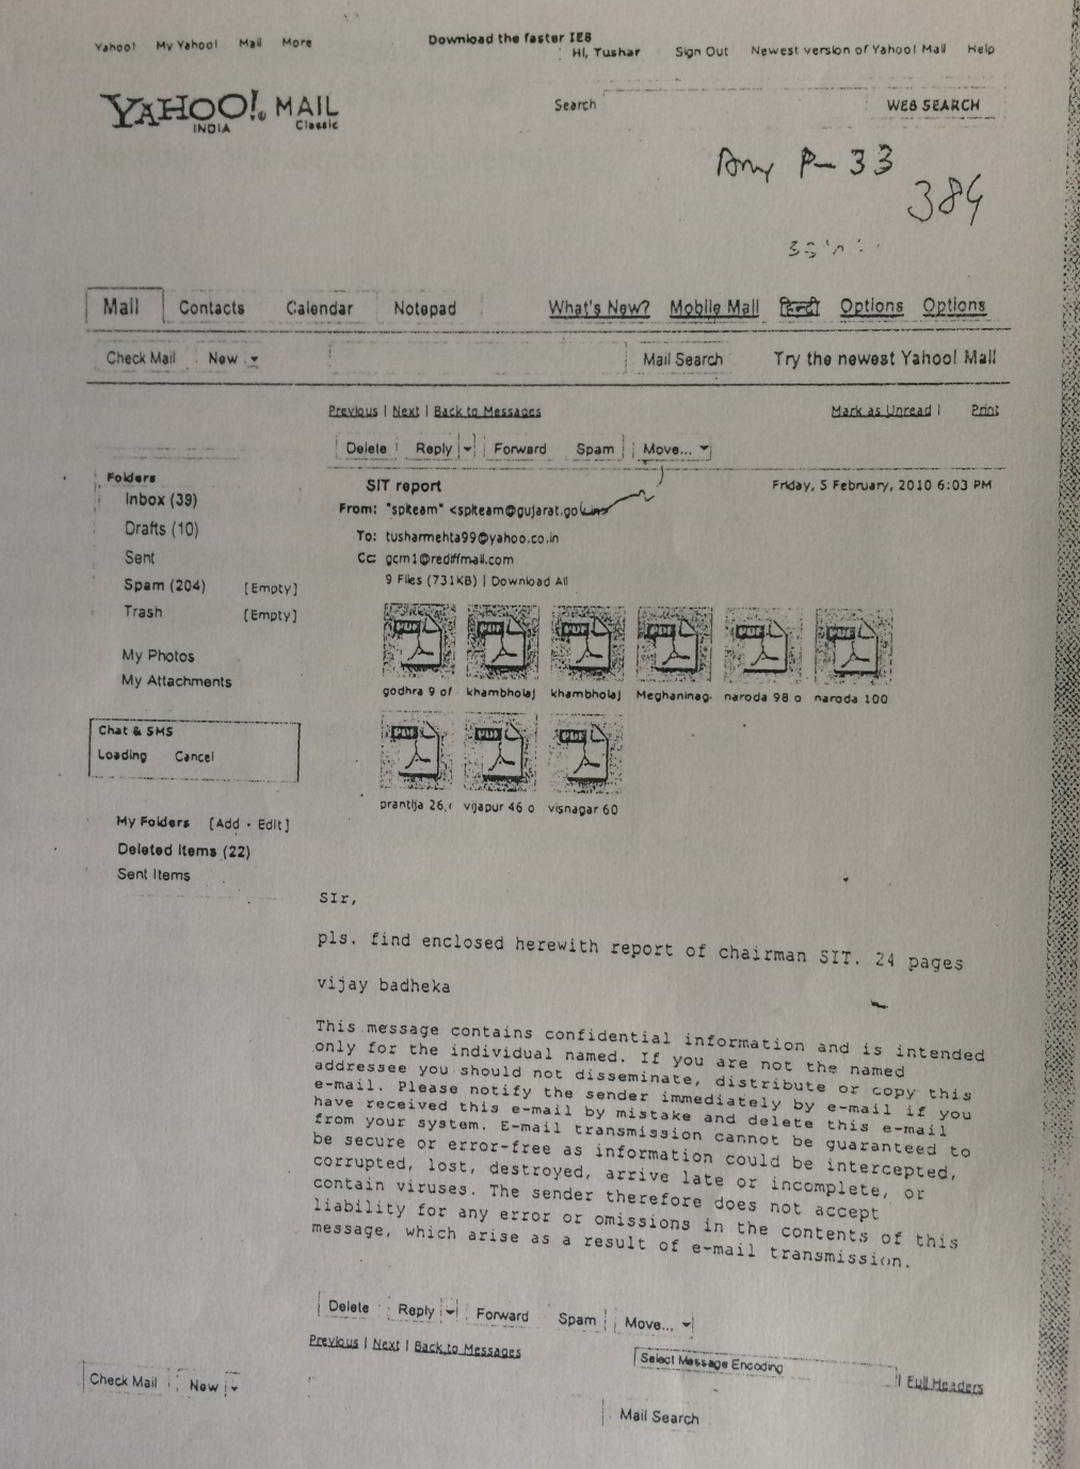 Download the faster IE8
Yahoo! My Yahoo! Mail More Hi, Tushar Sign Out Newest version of Yahoo! Mail Help
YAHOO! MAIL
INDIA Classic
Search WEB SEARCH
P-33
384
Mail Contacts Calendar Notepad What's New? Mobile Mail हिन्दी Options Options
Check Mail New Mail Search Try the newest Yahoo! Mail
Previous | Next | Back to Messages Mark as Unread | Print
Delete Reply Forward Spam Move...
Folders
Inbox (39)
Drafts (10)
Sent
Spam (204) [Empty]
Trash [Empty]
My Photos
My Attachments
Chat & SMS
Loading Cancel
My Folders [Add - Edit]
Deleted Items (22)
Sent Items
SIT report Friday, 5 February, 2010 6:03 PM
From: "spkteam" <spkteam@gujarat.go
To: tusharmehta99@yahoo.co.in
Cc: gcm1@rediffmail.com
9 Files (731KB) | Download All
PDF PDF PDF PDF PDF PDF
godhra 9 of khambholaj khambholaj Meghaninag naroda 98 o naroda 100
PDF PDF PDF
prantija 26, vijapur 46 o visnagar 60
SIr,
pls. find enclosed herewith report of chairman SIT. 24 pages
vijay badheka
This message contains confidential information and is intended
only for the individual named. If you are not the named
addressee you should not disseminate, distribute or copy this
e-mail. Please notify the sender immediately by e-mail if you
have received this e-mail by mistake and delete this e-mail
from your system. E-mail transmission cannot be guaranteed to
be secure or error-free as information could be intercepted,
corrupted, lost, destroyed, arrive late or incomplete, or
contain viruses. The sender therefore does not accept
liability for any error or omissions in the contents of this
message, which arise as a result of e-mail transmission.
Delete Reply Forward Spam Move...
Previous | Next | Back to Messages
Select Message Encoding
| Full Headers
Check Mail New
Mail Search